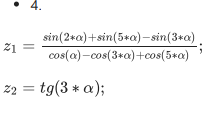 • 4.
z₁ = (sin(2∗α)+sin(5∗α)−sin(3∗α))/(cos(α)−cos(3∗α)+cos(5∗α));
z₂ = tg(3 ∗ α);